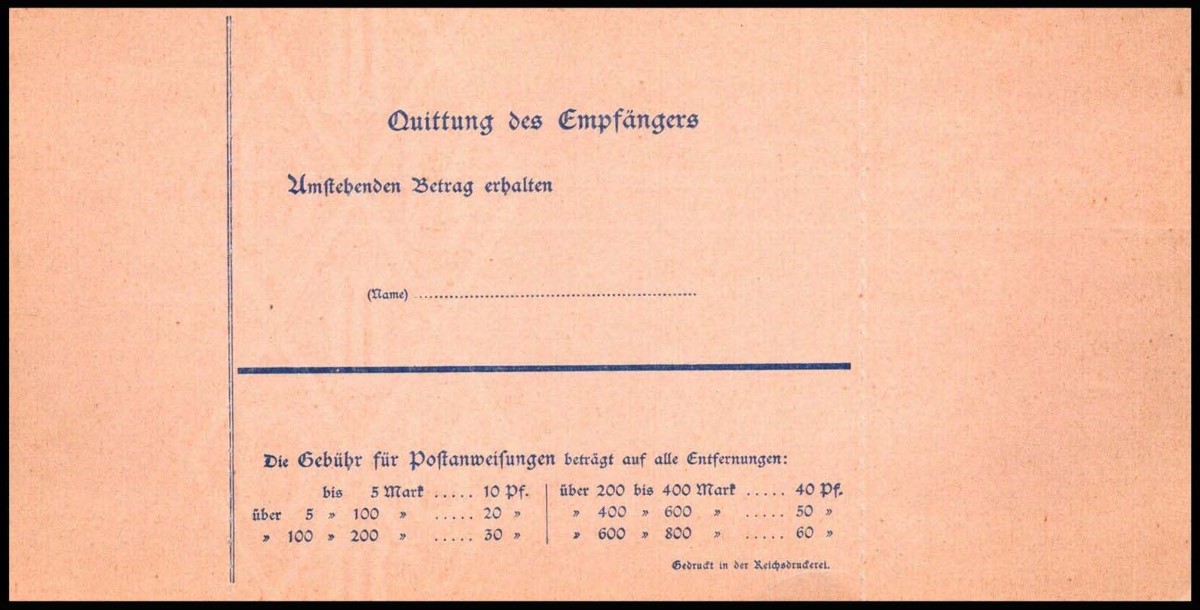 Quittung des Empfängers
Umstehenden Betrag erhalten
(Name) ........................................
Die Gebühr für Postanweisungen beträgt auf alle Entfernungen:
bis 5 Mark ..... 10 Pf.
über 5 » 100 » ..... 20 »
» 100 » 200 » ..... 30 »
über 200 bis 400 Mark ..... 40 Pf.
» 400 » 600 » ..... 50 »
» 600 » 800 » ..... 60 »
Gedruckt in der Reichsdruckerei.